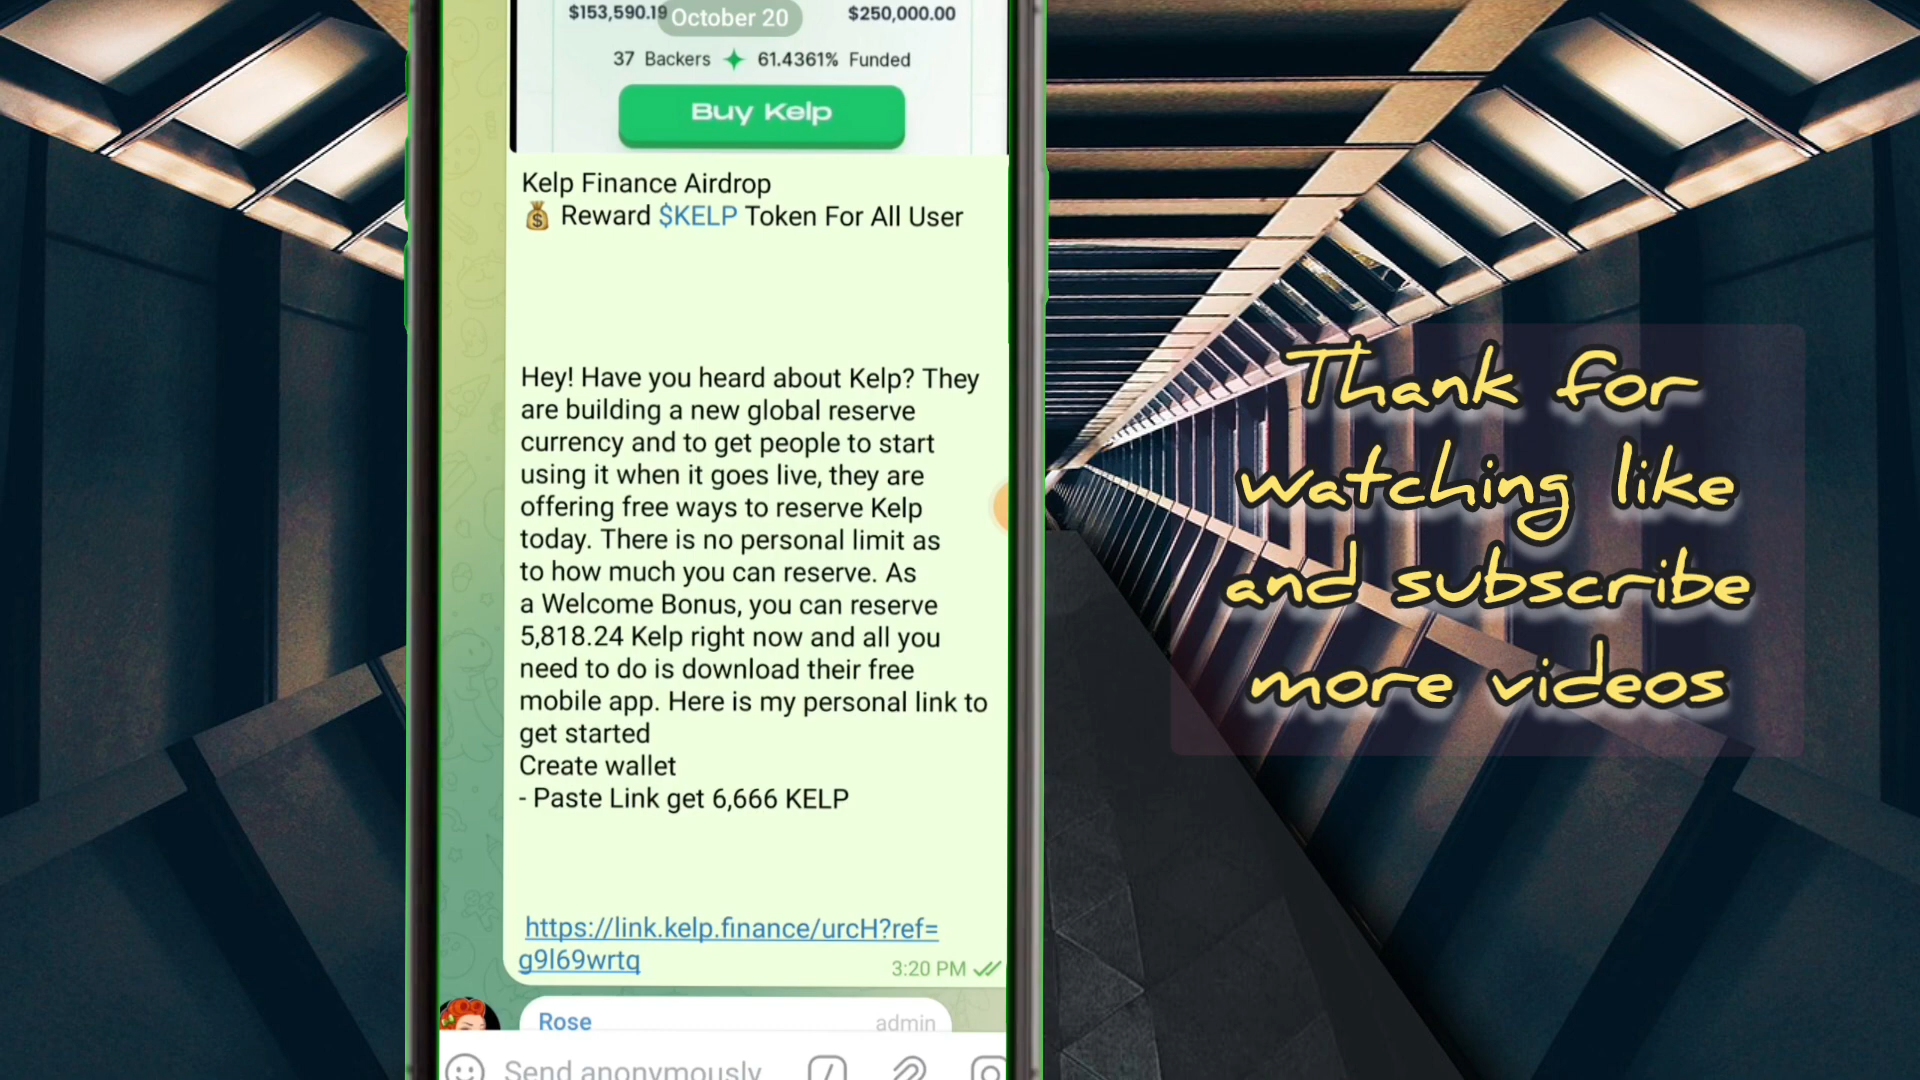 $153,590.19
October 20
$250,000.00
37 Backers 61.4361% Funded
Buy Kelp
Kelp Finance Airdrop
💰 Reward $KELP Token For All User
Hey! Have you heard about Kelp? They
are building a new global reserve
currency and to get people to start
using it when it goes live, they are
offering free ways to reserve Kelp
today. There is no personal limit as
to how much you can reserve. As
a Welcome Bonus, you can reserve
5,818.24 Kelp right now and all you
need to do is download their free
mobile app. Here is my personal link to
get started
Create wallet
- Paste Link get 6,666 KELP
https://link.kelp.finance/urcH?ref=
g9l69wrtq
3:20 PM
Rose admin
Send anonymously
Thank for
watching like
and subscribe
more videos